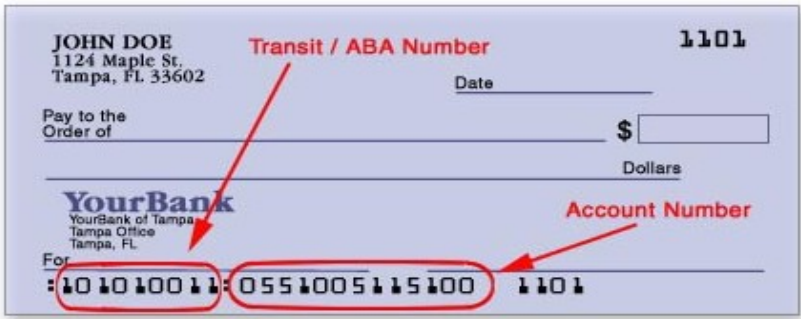 JOHN DOE
1124 Maple St.
Tampa, FL 33602
Transit / ABA Number
1101
Date
Pay to the
Order of
$
Dollars
YourBank
YourBank of Tampa
Tampa Office
Tampa, FL
Account Number
For
:101010011: 0551005115100 1101